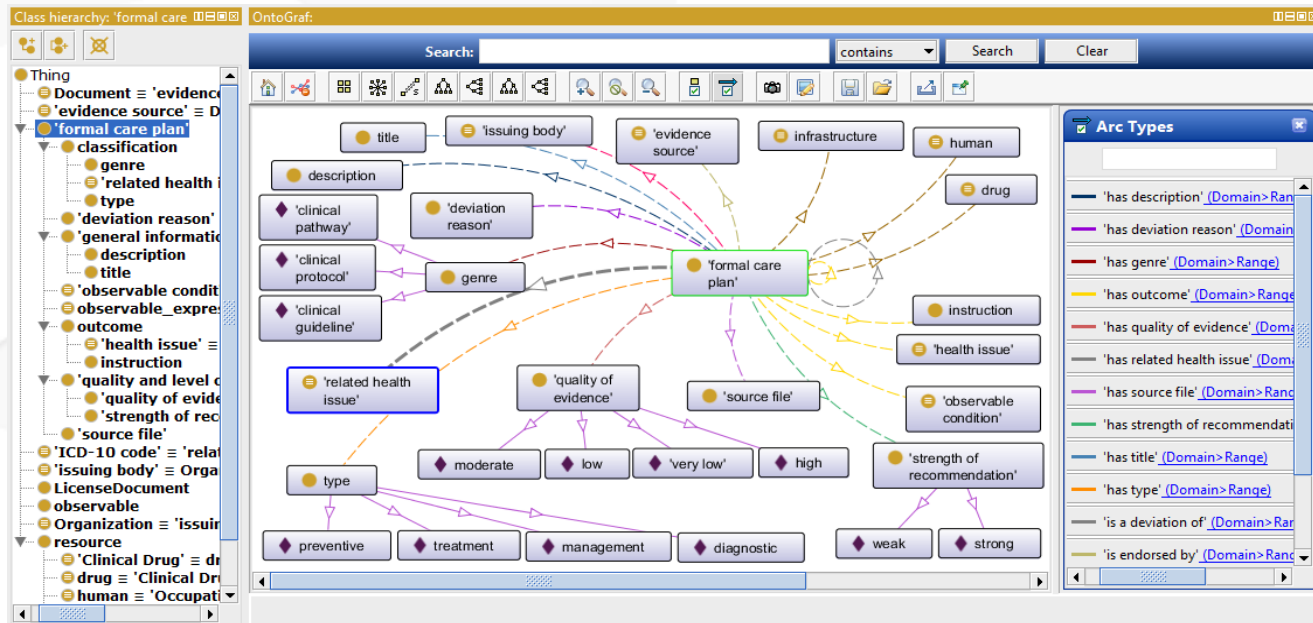 Class hierarchy: 'formal care
Thing
Document ≡ 'evidence
'evidence source' ≡ D
'formal care plan'
classification
genre
'related health i
type
'deviation reason'
'general informatio
description
title
'observable condit
observable_expre
outcome
'health issue' ≡
instruction
'quality and level o
'quality of evide
'strength of reco
'source file'
'ICD-10 code' ≡ 'relat
'issuing body' ≡ Orga
LicenseDocument
observable
Organization ≡ 'issuin
resource
'Clinical Drug' ≡ dr
drug ≡ 'Clinical Dru
human ≡ 'Occupati
OntoGraf:
Search:
contains
Search
Clear
title
'issuing body'
'evidence
source'
infrastructure
human
description
drug
'clinical
pathway'
'deviation
reason'
'clinical
protocol'
genre
'formal care
plan'
'clinical
guideline'
instruction
'health issue'
'related health
issue'
'quality of
evidence'
'source file'
'observable
condition'
moderate
low
'very low'
high
'strength of
recommendation'
type
preventive
treatment
management
diagnostic
weak
strong
Arc Types
'has description' (Domain>Ran
'has deviation reason' (Domain
'has genre' (Domain>Range)
'has outcome' (Domain>Range
'has quality of evidence' (Doma
'has related health issue' (Doma
'has source file' (Domain>Rang
'has strength of recommendati
'has title' (Domain>Range)
'has type' (Domain>Range)
'is a deviation of' (Domain>Rar
'is endorsed by' (Domain>Rang